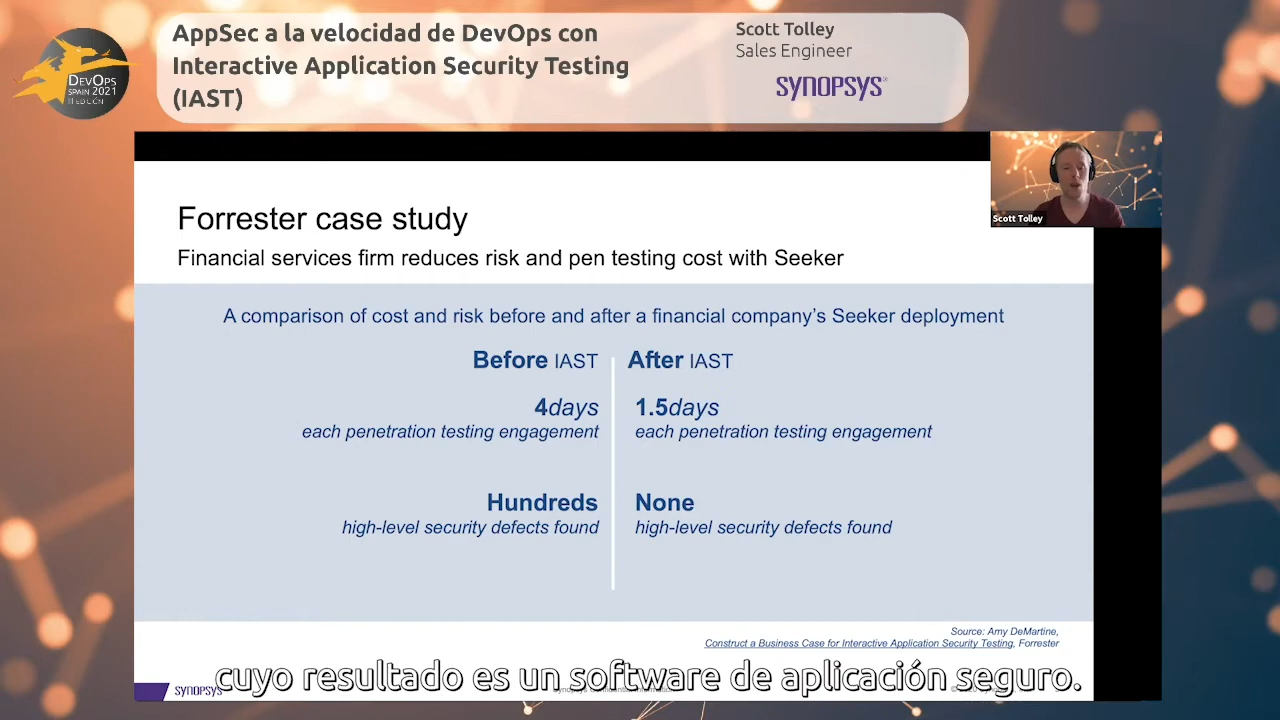 DEVOPS
SPAIN 2021
III EDICIÓN
AppSec a la velocidad de DevOps con
Interactive Application Security Testing
(IAST)
Scott Tolley
Sales Engineer
SYNOPSYS®
Scott Tolley
Forrester case study
Financial services firm reduces risk and pen testing cost with Seeker
A comparison of cost and risk before and after a financial company's Seeker deployment
Before IAST
After IAST
4days
1.5days
each penetration testing engagement
each penetration testing engagement
Hundreds
None
high-level security defects found
high-level security defects found
Source: Amy DeMartine,
Construct a Business Case for Interactive Application Security Testing, Forrester
SYNOPSYS
cuyo resultado es un software de aplicación seguro.